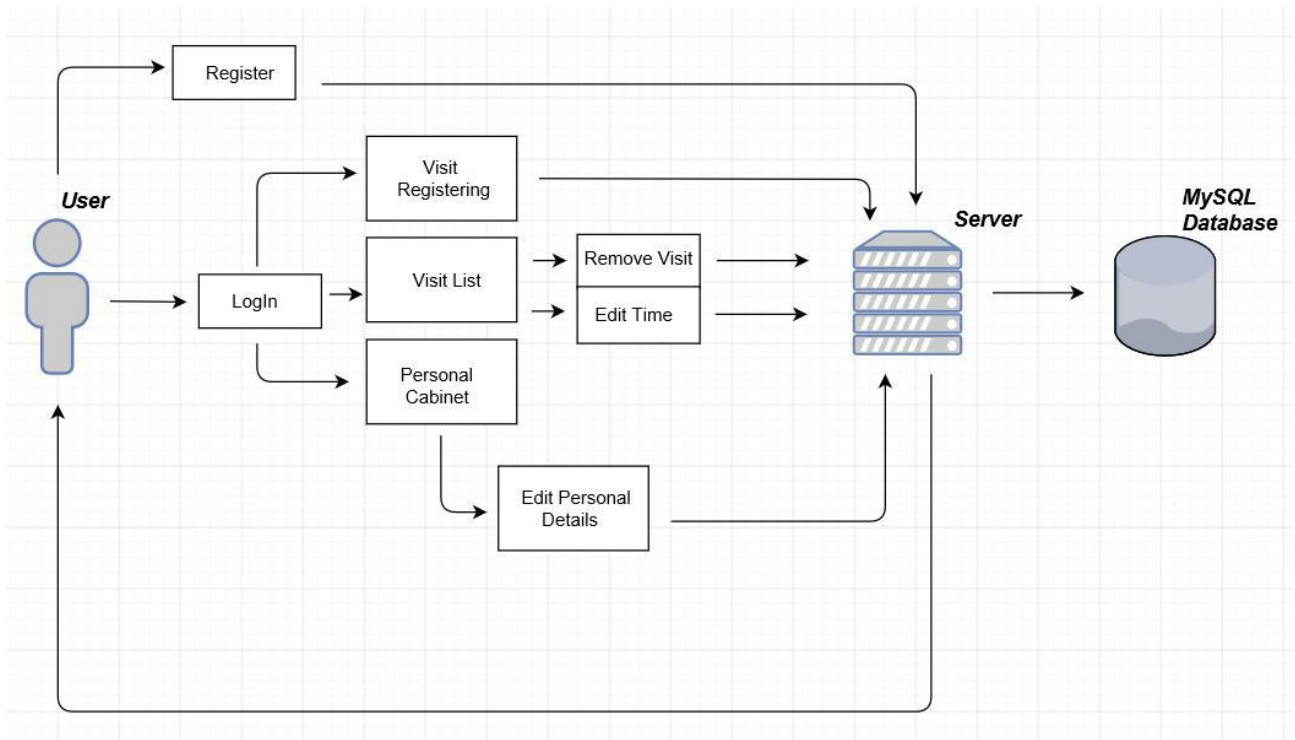 Register
User
LogIn
Visit
Registering
Visit List
Personal
Cabinet
Remove Visit
Edit Time
Edit Personal
Details
Server
MySQL
Database